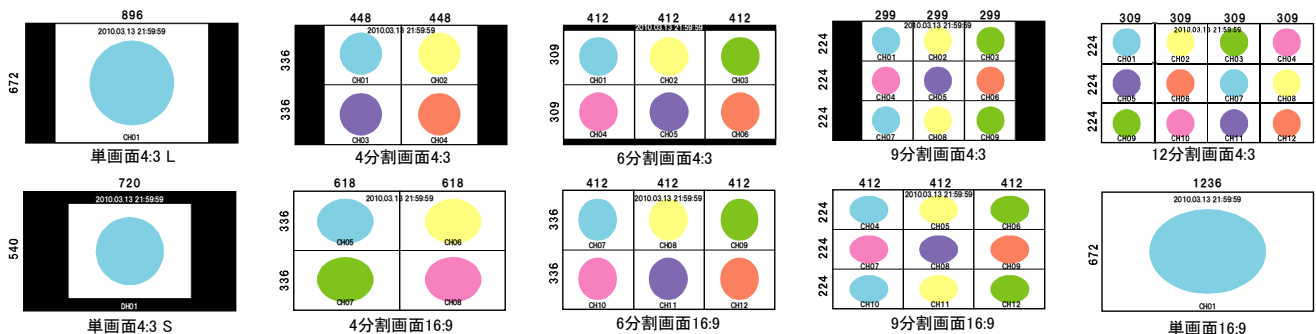 896
2010.03.13 21:59:59
672
CH01
単画面4:3 L
448 448
2010.03.13 21:59:59
336
CH01 CH02
336
CH03 CH04
4分割画面4:3
412 412 412
2010.03.13 21:59:59
309
CH01 CH02 CH03
309
CH04 CH05 CH06
6分割画面4:3
299 299 299
2010.03.13 21:59:59
224
CH01 CH02 CH03
224
CH04 CH05 CH06
224
CH07 CH08 CH09
9分割画面4:3
309 309 309 309
2010.03.13 21:59:59
224
CH01 CH02 CH03 CH04
224
CH05 CH06 CH07 CH08
224
CH09 CH10 CH11 CH12
12分割画面4:3
720
2010.03.13 21:59:59
540
DH01
単画面4:3 S
618 618
2010.03.13 21:59:59
336
CH05 CH06
336
CH07 CH08
4分割画面16:9
412 412 412
2010.03.13 21:59:59
336
CH07 CH08 CH09
336
CH10 CH11 CH12
6分割画面16:9
412 412 412
2010.03.13 21:59:59
224
CH04 CH05 CH06
224
CH07 CH08 CH09
224
CH10 CH11 CH12
9分割画面16:9
1236
2010.03.13 21:59:59
672
CH01
単画面16:9